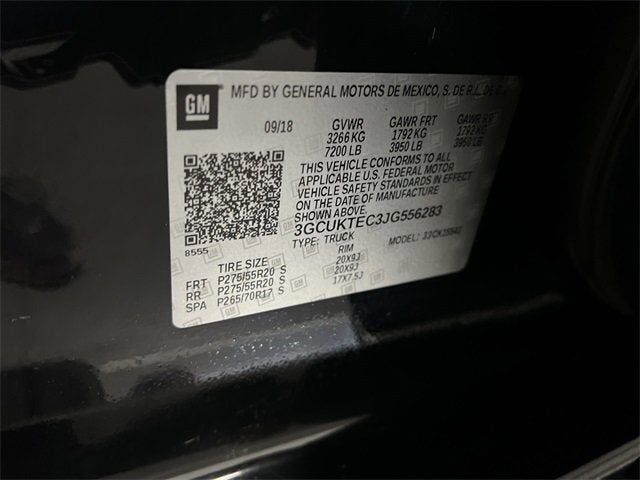 GM MFD BY GENERAL MOTORS DE MEXICO, S. DE R.L. DE C.
09/18 GVWR GAWR FRT GAWR RR
3266 KG 1792 KG 1792 KG
7200 LB 3950 LB 3950 LB
THIS VEHICLE CONFORMS TO ALL
APPLICABLE U.S. FEDERAL MOTOR
VEHICLE SAFETY STANDARDS IN EFFECT
ON THE DATE OF MANUFACTURE
SHOWN ABOVE.
3GCUKTEC3JG556283
8555 TYPE: TRUCK MODEL:
TIRE SIZE RIM
FRT P275/55R20 S 20X9J
RR P275/55R20 S 20X9J
SPA P265/70R17 S 17X7.5J